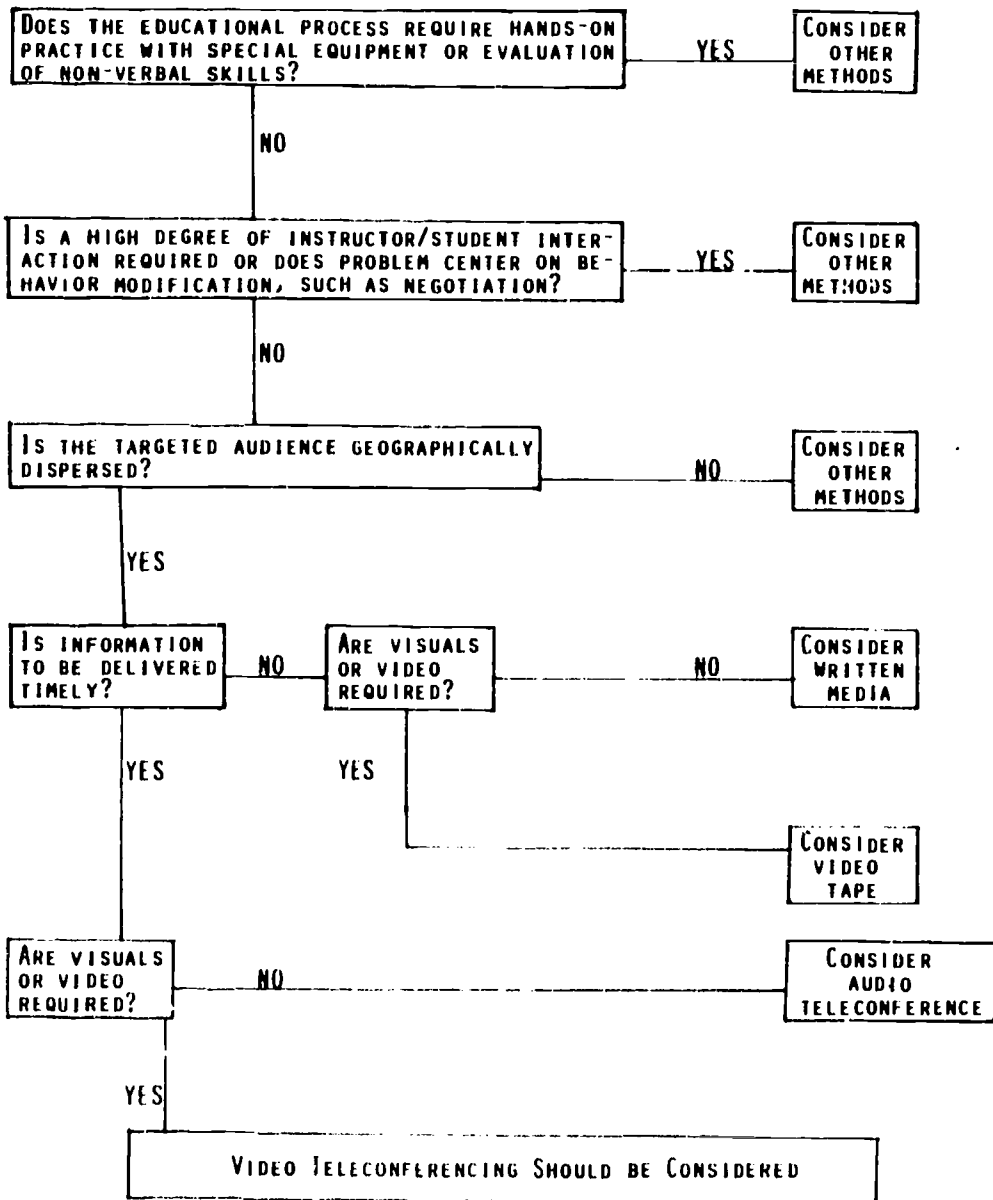 DOES THE EDUCATIONAL PROCESS REQUIRE HANDS-ON
PRACTICE WITH SPECIAL EQUIPMENT OR EVALUATION
OF NON-VERBAL SKILLS?
YES
CONSIDER
OTHER
METHODS
NO
IS A HIGH DEGREE OF INSTRUCTOR/STUDENT INTER-
ACTION REQUIRED OR DOES PROBLEM CENTER ON BE-
HAVIOR MODIFICATION, SUCH AS NEGOTIATION?
YES
CONSIDER
OTHER
METHODS
NO
IS THE TARGETED AUDIENCE GEOGRAPHICALLY
DISPERSED?
NO
CONSIDER
OTHER
METHODS
YES
IS INFORMATION
TO BE DELIVERED
TIMELY?
NO
ARE VISUALS
OR VIDEO
REQUIRED?
NO
CONSIDER
WRITTEN
MEDIA
YES
YES
CONSIDER
VIDEO
TAPE
ARE VISUALS
OR VIDEO
REQUIRED?
NO
CONSIDER
AUDIO
TELECONFERENCE
YES
VIDEO TELECONFERENCING SHOULD BE CONSIDERED